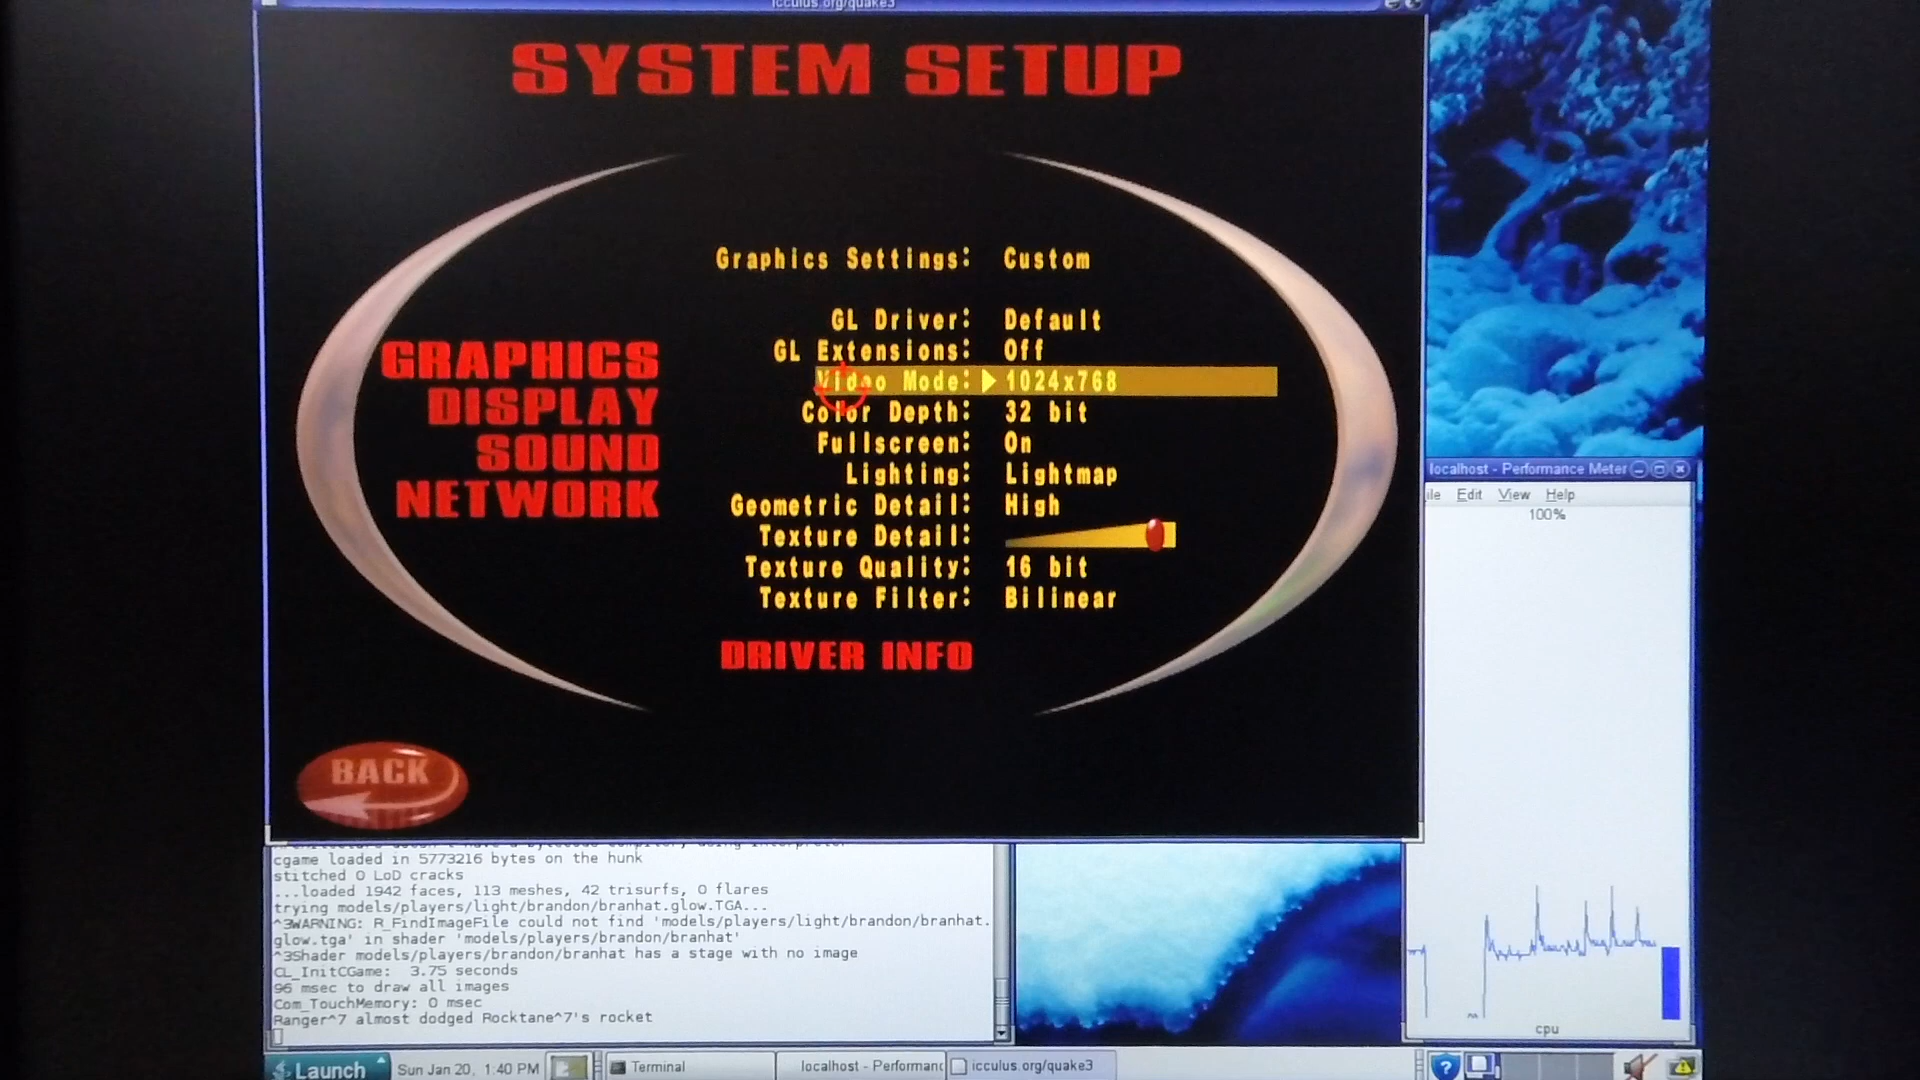 icculus.org/quake3
SYSTEM SETUP
Graphics Settings: Custom
GL Driver: Default
GL Extensions: Off
Video Mode: 1024x768
Color Depth: 32 bit
Fullscreen: On
Lighting: Lightmap
Geometric Detail: High
Texture Detail:
Texture Quality: 16 bit
Texture Filter: Bilinear
GRAPHICS
DISPLAY
SOUND
NETWORK
DRIVER INFO
BACK
localhost - Performance Meter
ile Edit View Help
100%
cpu
cgame loaded in 5773216 bytes on the hunk
stitched 0 LoD cracks
...loaded 1942 faces, 113 meshes, 42 trisurfs, 0 flares
trying models/players/light/brandon/branhat.glow.TGA...
^3WARNING: R_FindImageFile could not find 'models/players/light/brandon/branhat.
glow.tga' in shader 'models/players/brandon/branhat'
^3Shader models/players/brandon/branhat has a stage with no image
CL_InitCGame:  3.75 seconds
96 msec to draw all images
Com_TouchMemory: 0 msec
Ranger^7 almost dodged Rocktane^7's rocket
Launch
Sun Jan 20, 1:40 PM
Terminal
localhost - Performanc
icculus.org/quake3